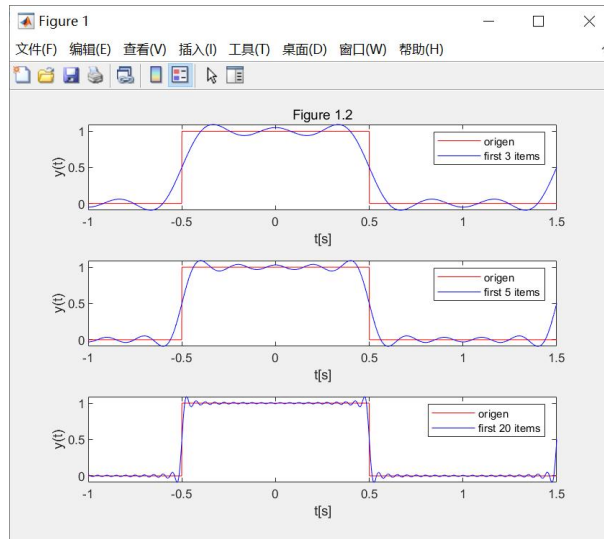 Figure 1
文件(F) 编辑(E) 查看(V) 插入(I) 工具(T) 桌面(D) 窗口(W) 帮助(H)
Figure 1.2
1
0.5
0
y(t)
origen
first 3 items
-1 -0.5 0 0.5 1 1.5
t[s]
1
0.5
0
y(t)
origen
first 5 items
-1 -0.5 0 0.5 1 1.5
t[s]
1
0.5
0
y(t)
origen
first 20 items
-1 -0.5 0 0.5 1 1.5
t[s]